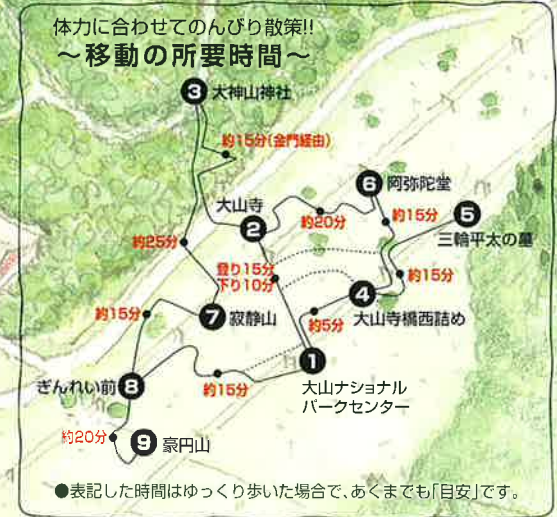 体力に合わせてのんびり散策!!
〜移動の所要時間〜
3 大神山神社
約15分(金門経由)
6 阿弥陀堂
大山寺
2
約20分
約15分
5
三輪平太の墓
約25分
登り15分
下り10分
約15分
4
大山寺橋西詰め
約15分
7 寂静山
約5分
1
大山ナショナル
パークセンター
ぎんれい前 8
約15分
約20分
9 豪円山
●表記した時間はゆっくり歩いた場合で、あくまでも「目安」です。